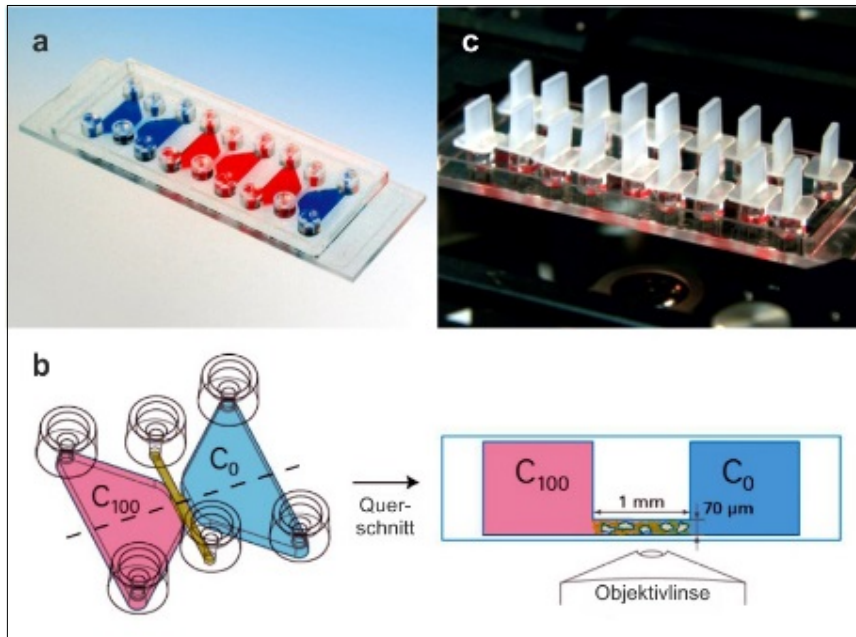 a
c
b
C₁₀₀
C₀
Quer-
schnitt
C₁₀₀
1 mm
C₀
70 µm
Objektivlinse